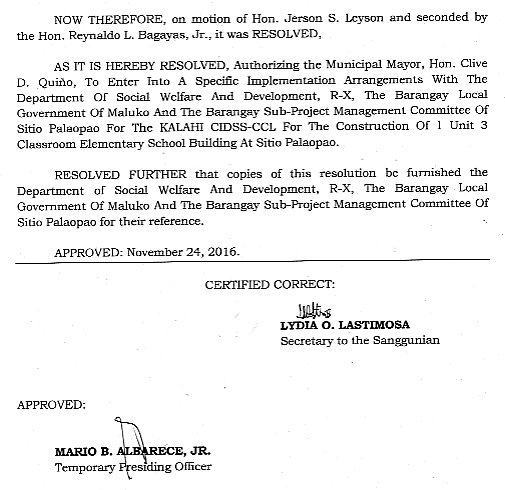 NOW THEREFORE, on motion of Hon. Jerson S. Leyson and seconded by
the Hon. Reynaldo L. Bagayas, Jr., it was RESOLVED,
AS IT IS HEREBY RESOLVED, Authorizing the Municipal Mayor, Hon. Clive
D. Quiño, To Enter Into A Specific Implementation Arrangements With The
Department Of Social Welfare And Development, R-X, The Barangay Local
Government Of Maluko And The Barangay Sub-Project Management Committee Of
Sitio Palaopao For The KALAHI CIDSS-CCL For The Construction Of 1 Unit 3
Classroom Elementary School Building At Sitio Palaopao.
RESOLVED FURTHER that copies of this resolution be furnished the
Department of Social Welfare And Development, R-X, The Barangay Local
Government Of Maluko And The Barangay Sub-Project Management Committee Of
Sitio Palaopao for their reference.
APPROVED: November 24, 2016.
CERTIFIED CORRECT:
LYDIA O. LASTIMOSA
Secretary to the Sanggunian
APPROVED:
MARIO B. ALBARECE, JR.
Temporary Presiding Officer